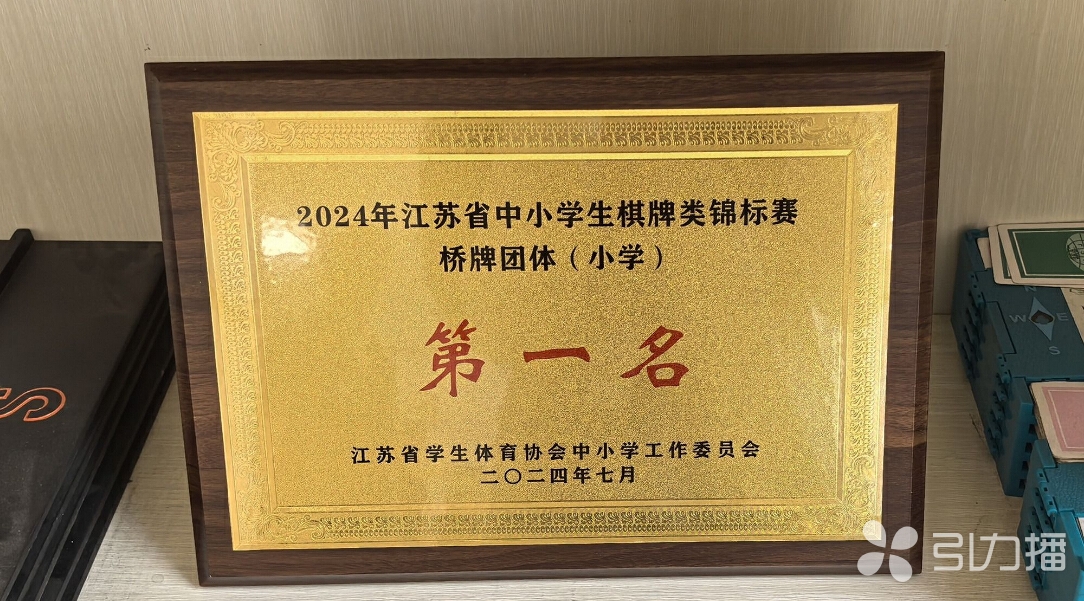 2024年江苏省中小学生棋牌类锦标赛
桥牌团体（小学）
第一名
江苏省学生体育协会中小学工作委员会
二〇二四年七月
W E
S
引力播